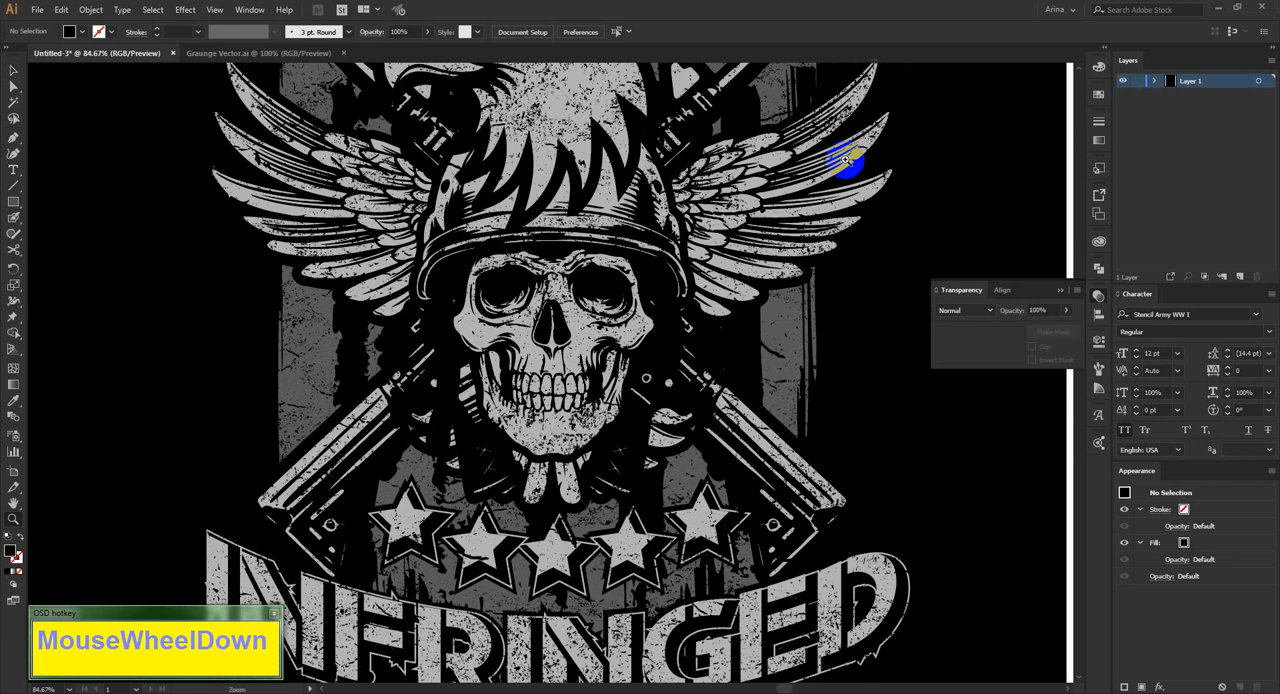 Ai File Edit Object Type Select Effect View Window Help Br St Arina Search Adobe Stock
No Selection Stroke: 3 pt. Round Opacity: 100% Style: Document Setup Preferences
Untitled-3* @ 84.67% (RGB/Preview) × Graunge Vector.ai @ 100% (RGB/Preview) ×
Layers
Layer 1
1 Layer
Transparency Align
Normal Opacity: 100%
Make Mask
Clip
Invert Mask
Character
Stencil Army WW I
Regular
12 pt (14.4 pt)
Auto 0
100% 100%
0 pt 0°
English: USA
Appearance
No Selection
Stroke:
Opacity: Default
Fill:
Opacity: Default
Opacity: Default
INFRINGED
OSD hotkey
MouseWheelDown
84.67% 1 Zoom